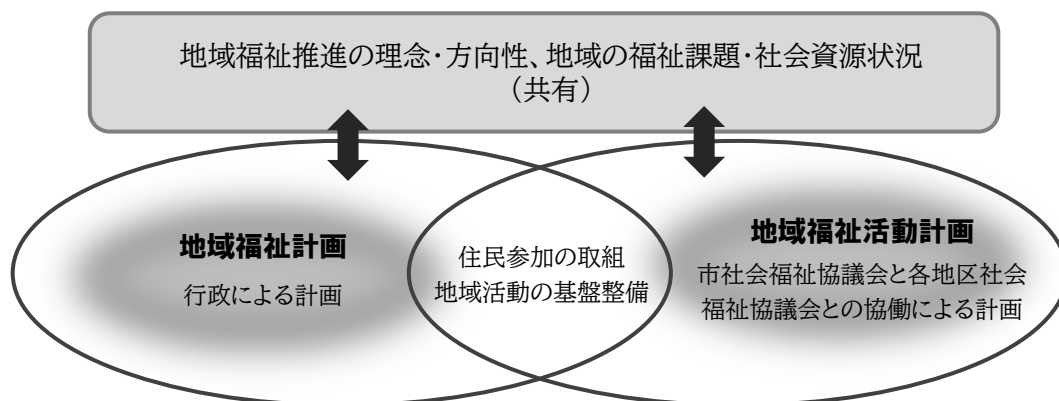 地域福祉推進の理念・方向性、地域の福祉課題・社会資源状況
（共有）
地域福祉計画
行政による計画
住民参加の取組
地域活動の基盤整備
地域福祉活動計画
市社会福祉協議会と各地区社会
福祉協議会との協働による計画